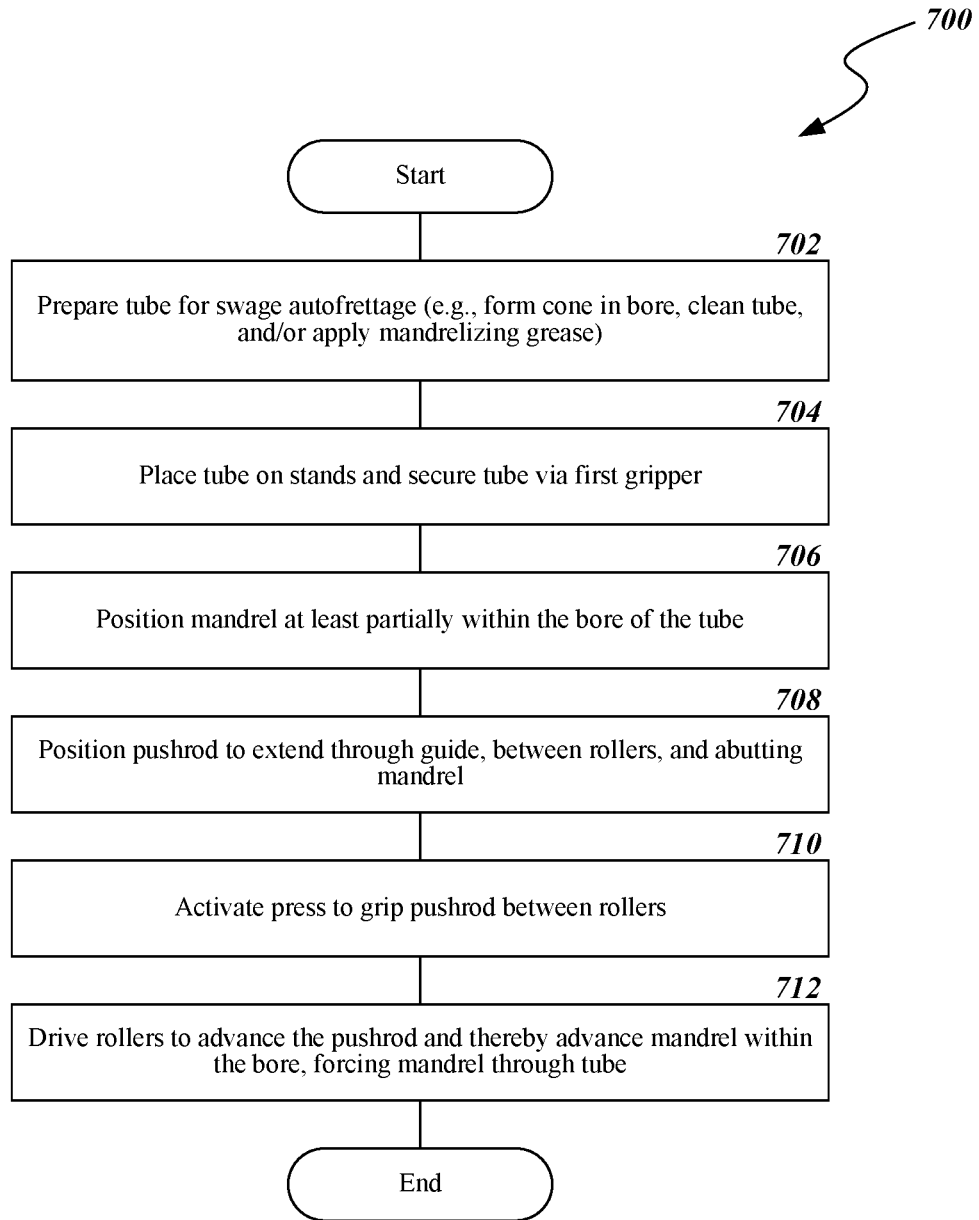 700
Start
702
Prepare tube for swage autofrettage (e.g., form cone in bore, clean tube,
and/or apply mandrelizing grease)
704
Place tube on stands and secure tube via first gripper
706
Position mandrel at least partially within the bore of the tube
708
Position pushrod to extend through guide, between rollers, and abutting
mandrel
710
Activate press to grip pushrod between rollers
712
Drive rollers to advance the pushrod and thereby advance mandrel within
the bore, forcing mandrel through tube
End